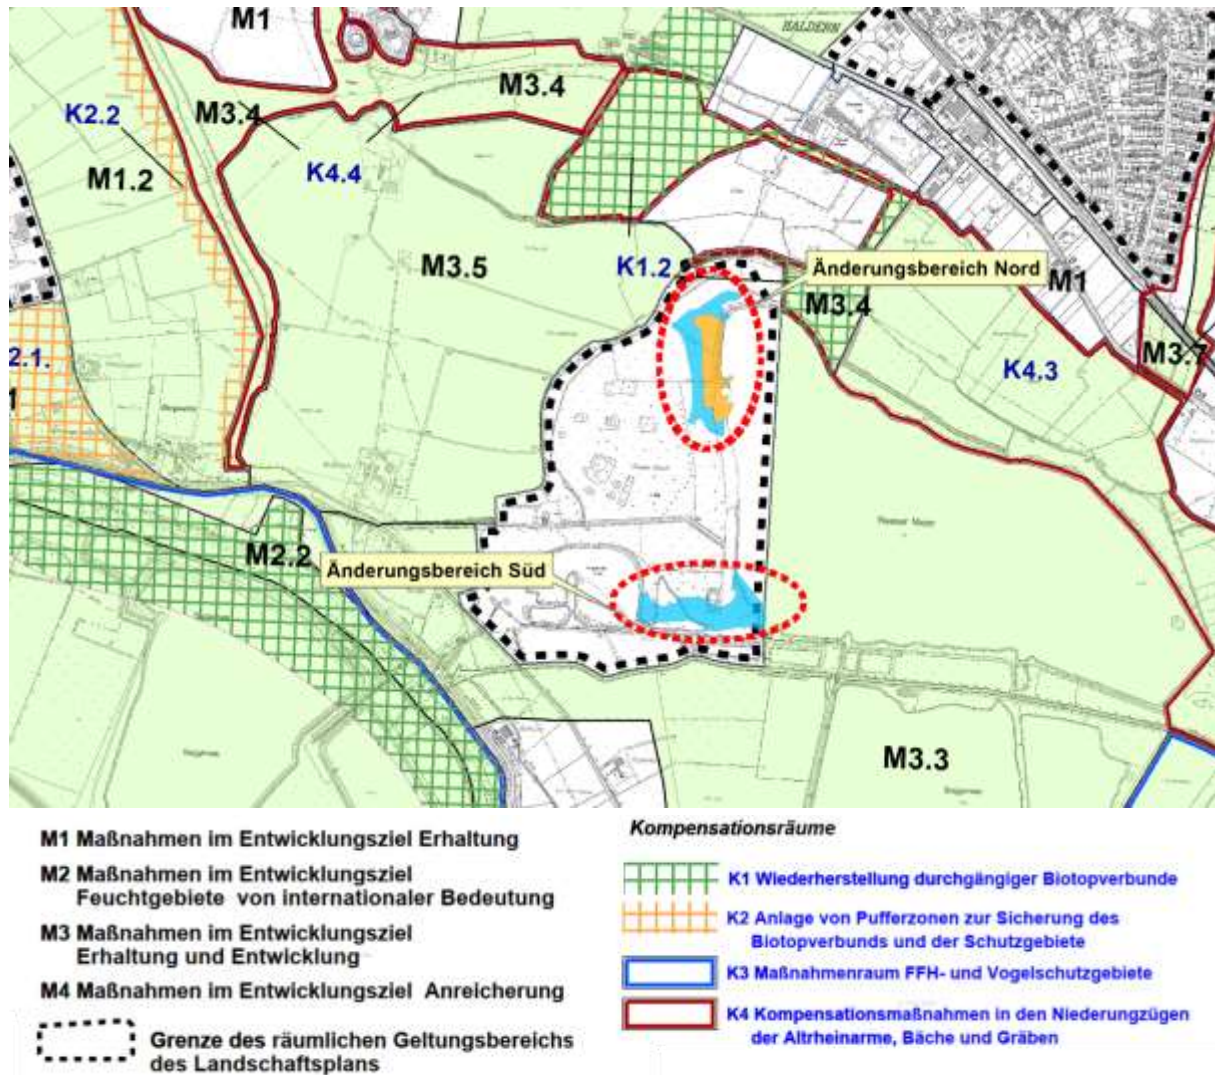 M1
HALDERN
M3.4
M3.4
K2.2
K4.4
M1.2
M3.5
K1.2
Änderungsbereich Nord
M1
M3.4
M3.7
2.1.
1
K4.3
M2.2
Änderungsbereich Süd
M3.3
M1 Maßnahmen im Entwicklungsziel Erhaltung
M2 Maßnahmen im Entwicklungsziel
Feuchtgebiete von internationaler Bedeutung
M3 Maßnahmen im Entwicklungsziel
Erhaltung und Entwicklung
M4 Maßnahmen im Entwicklungsziel Anreicherung
Grenze des räumlichen Geltungsbereichs
des Landschaftsplans
Kompensationsräume
K1 Wiederherstellung durchgängiger Biotopverbunde
K2 Anlage von Pufferzonen zur Sicherung des
Biotopverbunds und der Schutzgebiete
K3 Maßnahmenraum FFH- und Vogelschutzgebiete
K4 Kompensationsmaßnahmen in den Niederungzügen
der Altrheinarme, Bäche und Gräben